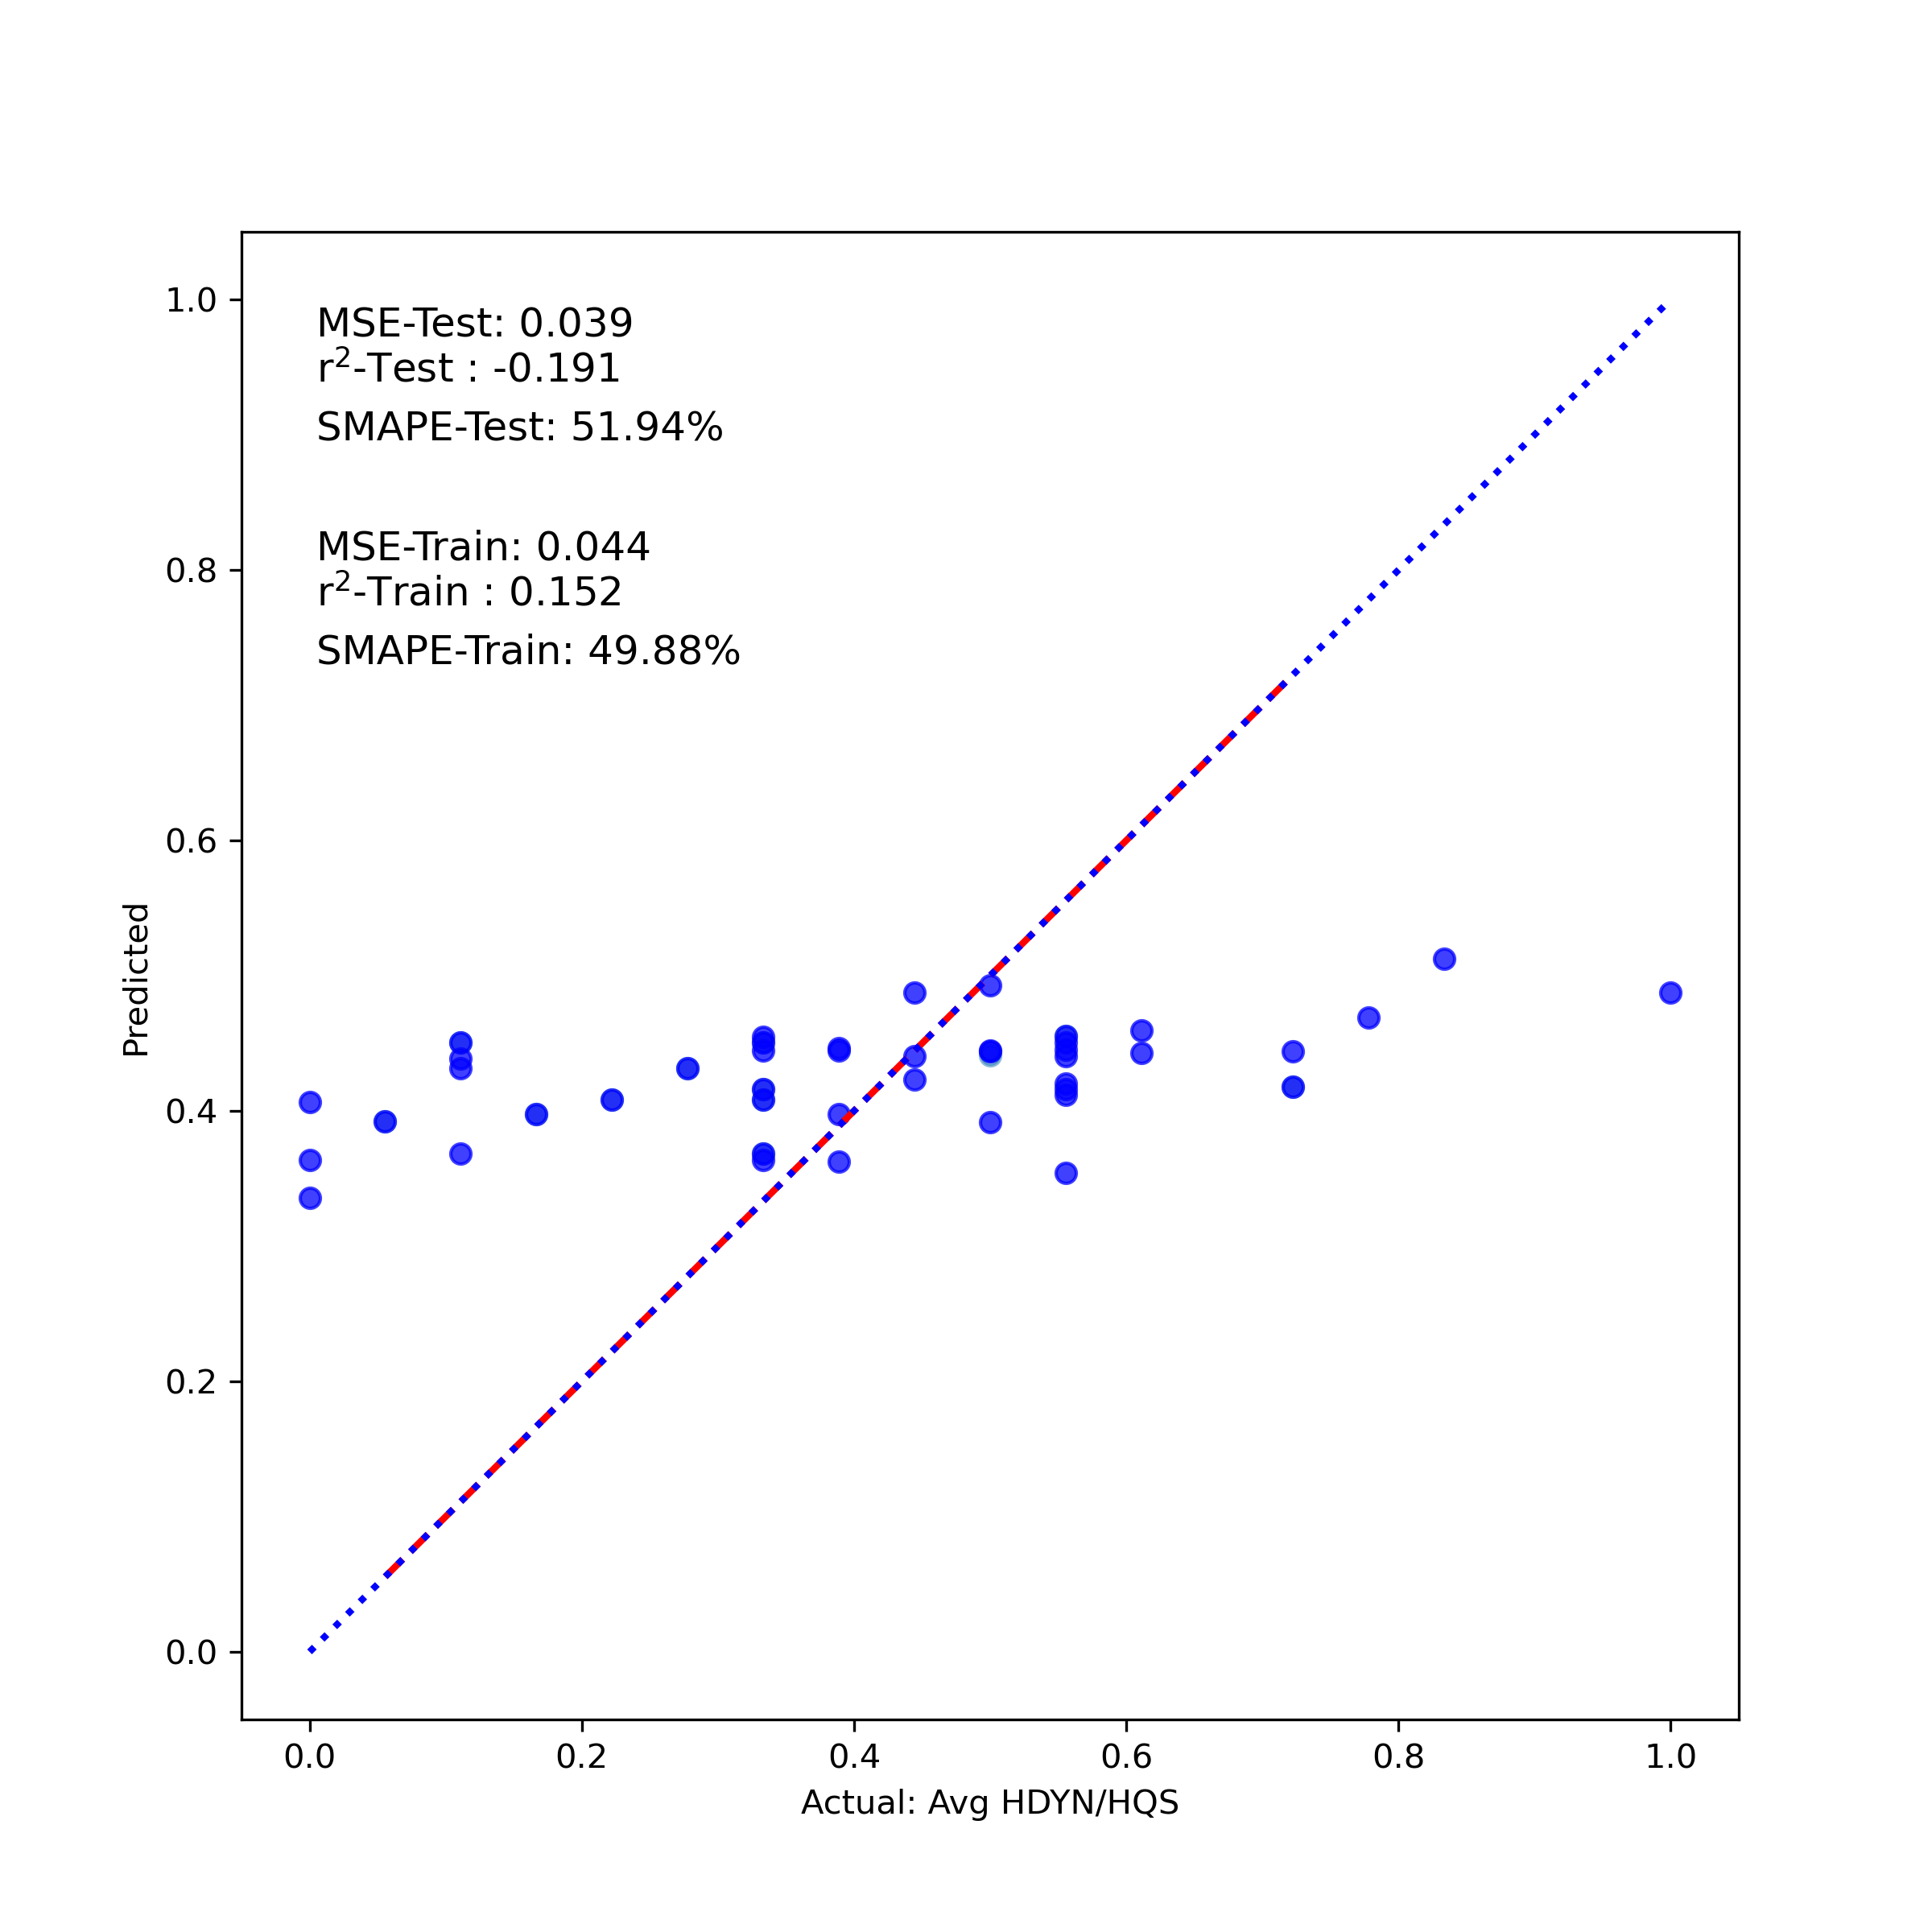 MSE-Test: 0.039
r²-Test : -0.191
SMAPE-Test: 51.94%
MSE-Train: 0.044
r²-Train : 0.152
SMAPE-Train: 49.88%
1.0
0.8
0.6
0.4
0.2
0.0
Predicted
0.0 0.2 0.4 0.6 0.8 1.0
Actual: Avg HDYN/HQS